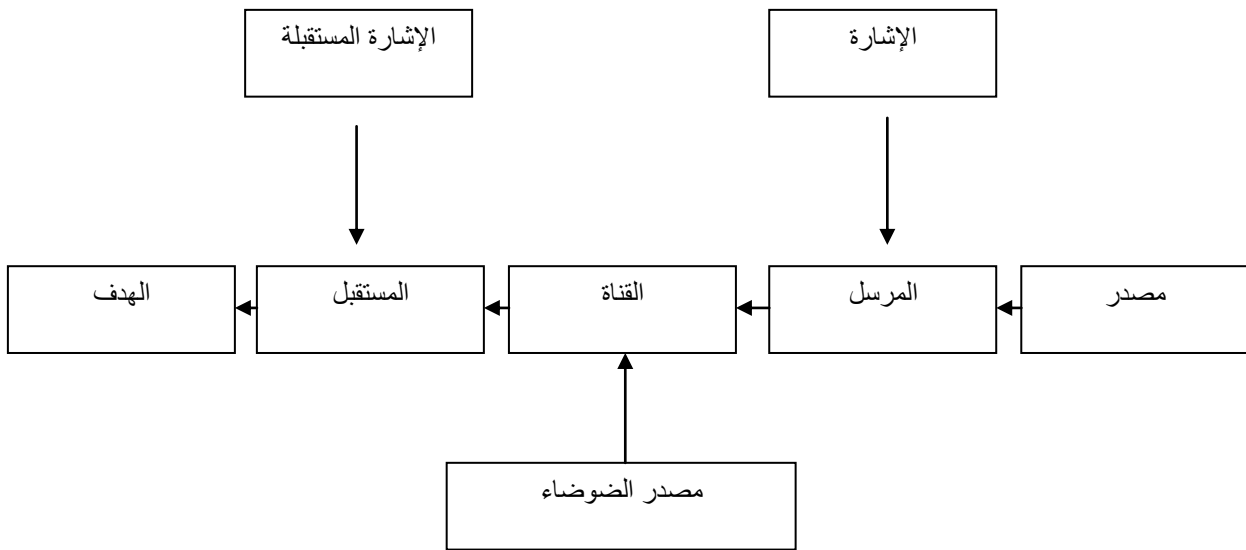 الإشارة
الإشارة المستقبلة
مصدر
المرسل
القناة
المستقبل
الهدف
مصدر الضوضاء